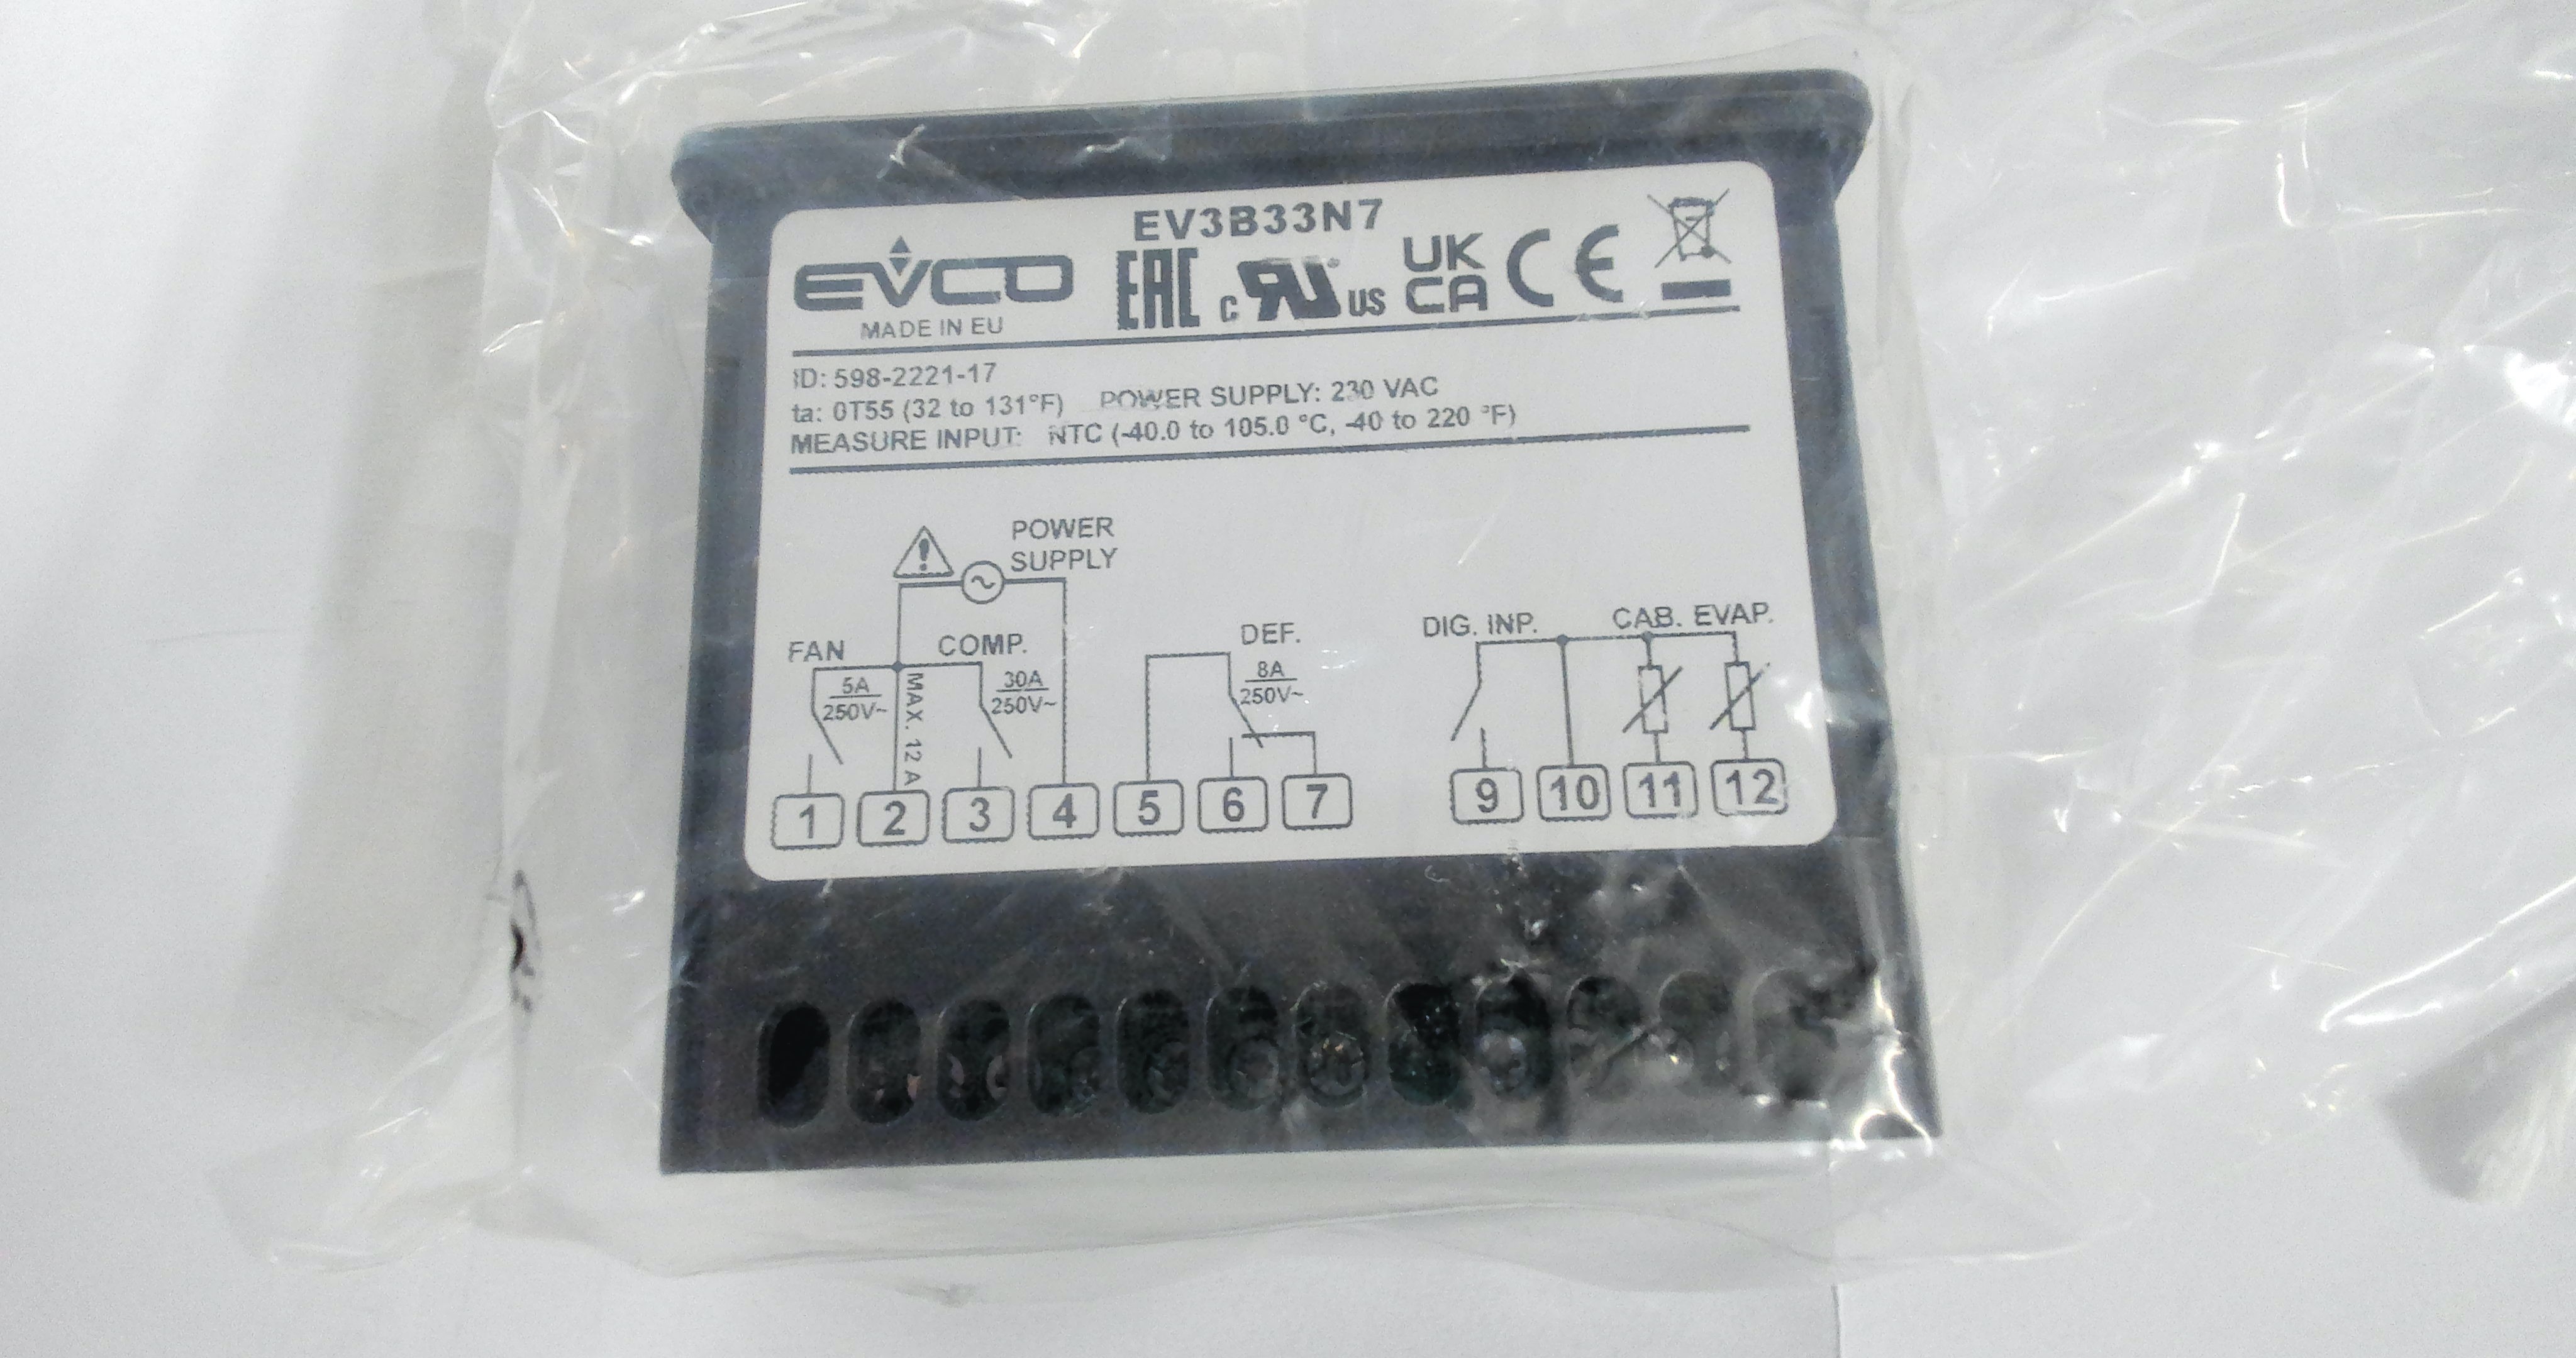 EV3B33N7
EVCO
EAC
c RU US
UK
CA
CE
MADE IN EU
ID: 598-2221-17
ta: 0T55 (32 to 131°F) POWER SUPPLY: 230 VAC
MEASURE INPUT: NTC (-40.0 to 105.0 °C, -40 to 220 °F)
POWER
SUPPLY
FAN
COMP.
DEF.
DIG. INP.
CAB. EVAP.
5A
250V~
MAX. 12 A
30A
250V~
8A
250V~
1 2 3 4 5 6 7 9 10 11 12